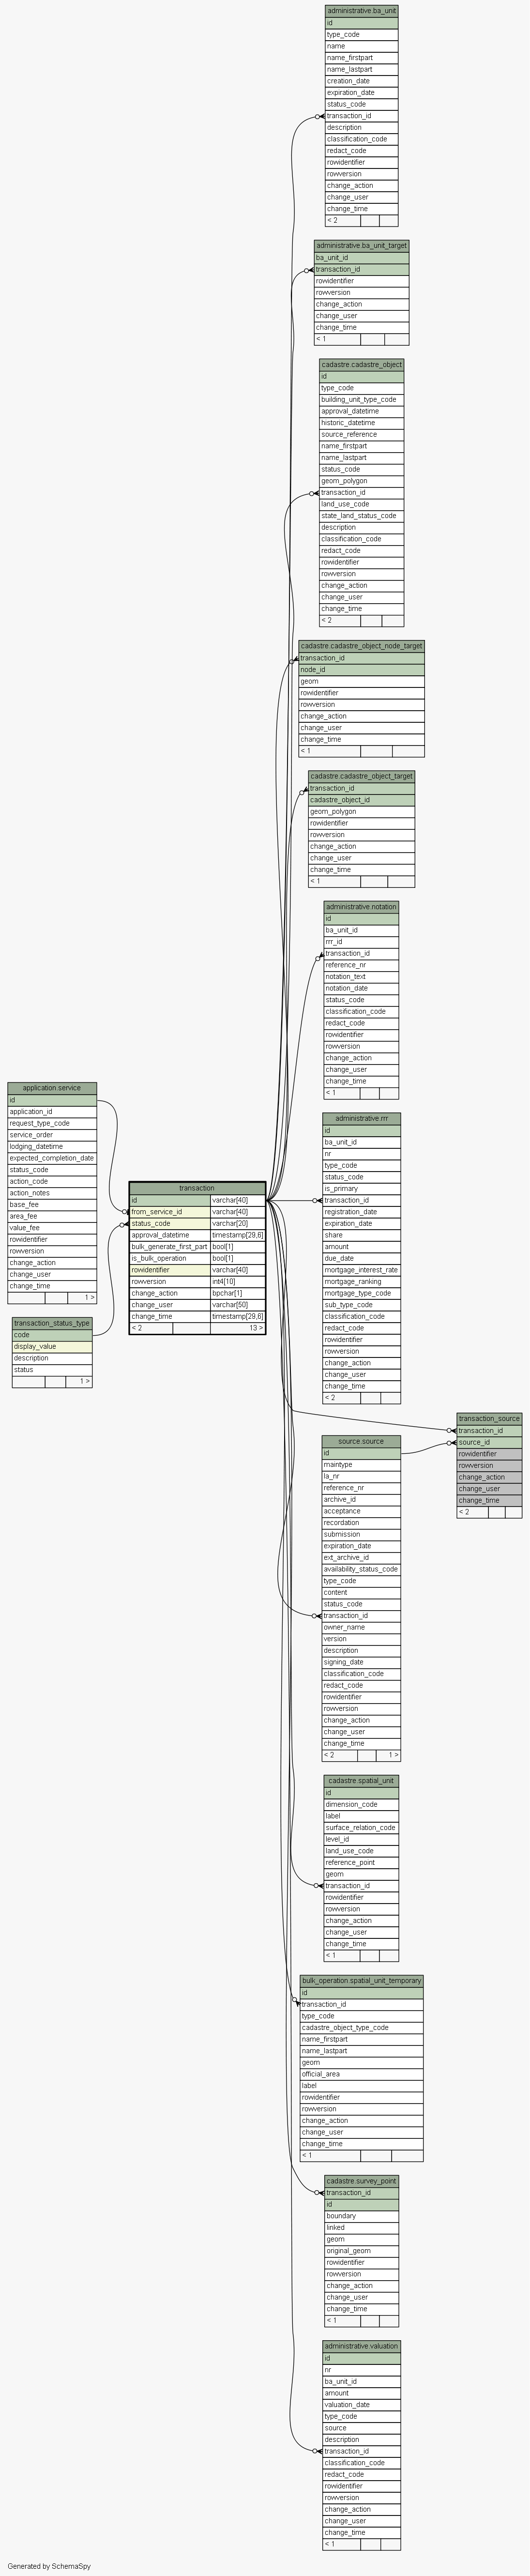 administrative.ba_unit
id
type_code
name
name_firstpart
name_lastpart
creation_date
expiration_date
status_code
transaction_id
description
classification_code
redact_code
rowidentifier
rowversion
change_action
change_user
change_time
< 2
administrative.ba_unit_target
ba_unit_id
transaction_id
rowidentifier
rowversion
change_action
change_user
change_time
< 1
cadastre.cadastre_object
id
type_code
building_unit_type_code
approval_datetime
historic_datetime
source_reference
name_firstpart
name_lastpart
status_code
geom_polygon
transaction_id
land_use_code
state_land_status_code
description
classification_code
redact_code
rowidentifier
rowversion
change_action
change_user
change_time
< 2
cadastre.cadastre_object_node_target
transaction_id
node_id
geom
rowidentifier
rowversion
change_action
change_user
change_time
< 1
cadastre.cadastre_object_target
transaction_id
cadastre_object_id
geom_polygon
rowidentifier
rowversion
change_action
change_user
change_time
< 1
administrative.notation
id
ba_unit_id
rrr_id
transaction_id
reference_nr
notation_text
notation_date
status_code
classification_code
redact_code
rowidentifier
rowversion
change_action
change_user
change_time
< 1
application.service
id
application_id
request_type_code
service_order
lodging_datetime
expected_completion_date
status_code
action_code
action_notes
base_fee
area_fee
value_fee
rowidentifier
rowversion
change_action
change_user
change_time
1 >
transaction_status_type
code
display_value
description
status
1 >
transaction
id varchar[40]
from_service_id varchar[40]
status_code varchar[20]
approval_datetime timestamp[29,6]
bulk_generate_first_part bool[1]
is_bulk_operation bool[1]
rowidentifier varchar[40]
rowversion int4[10]
change_action bpchar[1]
change_user varchar[50]
change_time timestamp[29,6]
< 2 13 >
administrative.rrr
id
ba_unit_id
nr
type_code
status_code
is_primary
transaction_id
registration_date
expiration_date
share
amount
due_date
mortgage_interest_rate
mortgage_ranking
mortgage_type_code
sub_type_code
classification_code
redact_code
rowidentifier
rowversion
change_action
change_user
change_time
< 2
transaction_source
transaction_id
source_id
rowidentifier
rowversion
change_action
change_user
change_time
< 2
source.source
id
maintype
la_nr
reference_nr
archive_id
acceptance
recordation
submission
expiration_date
ext_archive_id
availability_status_code
type_code
content
status_code
transaction_id
owner_name
version
description
signing_date
classification_code
redact_code
rowidentifier
rowversion
change_action
change_user
change_time
< 2 1 >
cadastre.spatial_unit
id
dimension_code
label
surface_relation_code
level_id
land_use_code
reference_point
geom
transaction_id
rowidentifier
rowversion
change_action
change_user
change_time
< 1
bulk_operation.spatial_unit_temporary
id
transaction_id
type_code
cadastre_object_type_code
name_firstpart
name_lastpart
geom
official_area
label
rowidentifier
rowversion
change_action
change_user
change_time
< 1
cadastre.survey_point
transaction_id
id
boundary
linked
geom
original_geom
rowidentifier
rowversion
change_action
change_user
change_time
< 1
administrative.valuation
id
nr
ba_unit_id
amount
valuation_date
type_code
source
description
transaction_id
classification_code
redact_code
rowidentifier
rowversion
change_action
change_user
change_time
< 1
Generated by SchemaSpy